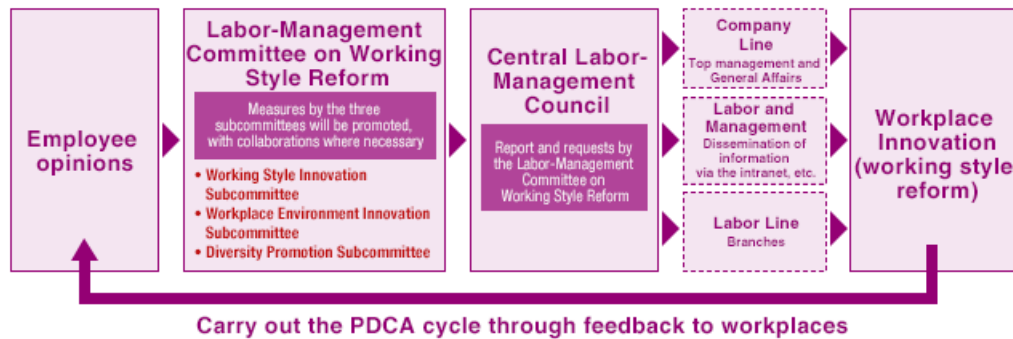 Employee
opinions
Labor-Management
Committee on Working
Style Reform
Measures by the three
subcommittees will be promoted,
with collaborations where necessary
• Working Style Innovation
Subcommittee
• Workplace Environment Innovation
Subcommittee
• Diversity Promotion Subcommittee
Central Labor-
Management
Council
Report and requests by
the Labor-Management
Committee on
Working Style Reform
Company
Line
Top management and
General Affairs
Labor and
Management
Dissemination of
information
via the intranet, etc.
Labor Line
Branches
Workplace
Innovation
(working style
reform)
Carry out the PDCA cycle through feedback to workplaces